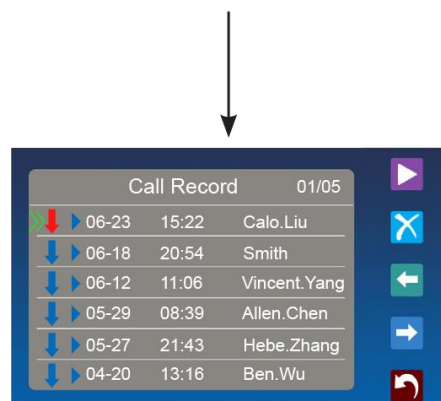 Call Record 01/05
06-23 15:22 Calo.Liu
06-18 20:54 Smith
06-12 11:06 Vincent.Yang
05-29 08:39 Allen.Chen
05-27 21:43 Hebe.Zhang
04-20 13:16 Ben.Wu